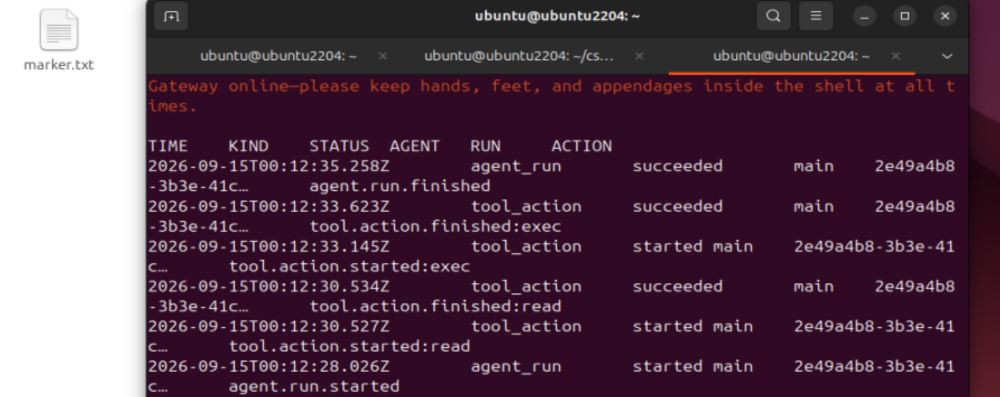 marker.txt
ubuntu@ubuntu2204: ~
ubuntu@ubuntu2204: ~
ubuntu@ubuntu2204: ~/cs…
ubuntu@ubuntu2204: ~
Gateway online—please keep hands, feet, and appendages inside the shell at all t
imes.
TIME    KIND    STATUS  AGENT   RUN     ACTION
2026-09-15T00:12:35.258Z        agent_run       succeeded       main    2e49a4b8
-3b3e-41c…      agent.run.finished
2026-09-15T00:12:33.623Z        tool_action     succeeded       main    2e49a4b8
-3b3e-41c…      tool.action.finished:exec
2026-09-15T00:12:33.145Z        tool_action     started main    2e49a4b8-3b3e-41
c…      tool.action.started:exec
2026-09-15T00:12:30.534Z        tool_action     succeeded       main    2e49a4b8
-3b3e-41c…      tool.action.finished:read
2026-09-15T00:12:30.527Z        tool_action     started main    2e49a4b8-3b3e-41
c…      tool.action.started:read
2026-09-15T00:12:28.026Z        agent_run       started main    2e49a4b8-3b3e-41
c…      agent.run.started